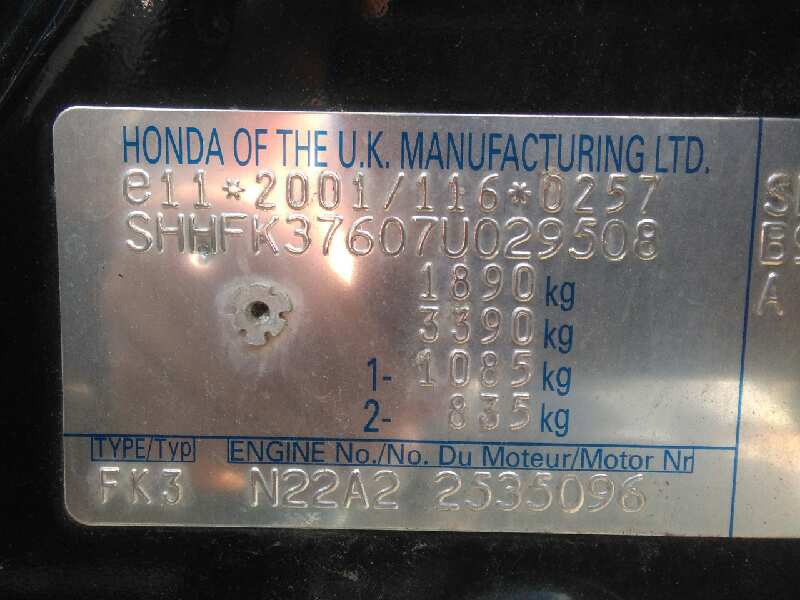 HONDA OF THE U.K. MANUFACTURING LTD.
e11*2001/116*0257
SHHFK37607U029508
1890 kg
3390 kg
1- 1085 kg
2- 835 kg
TYPE/Typ ENGINE No./No. Du Moteur/Motor Nr
FK3 N22A2 2535096
A